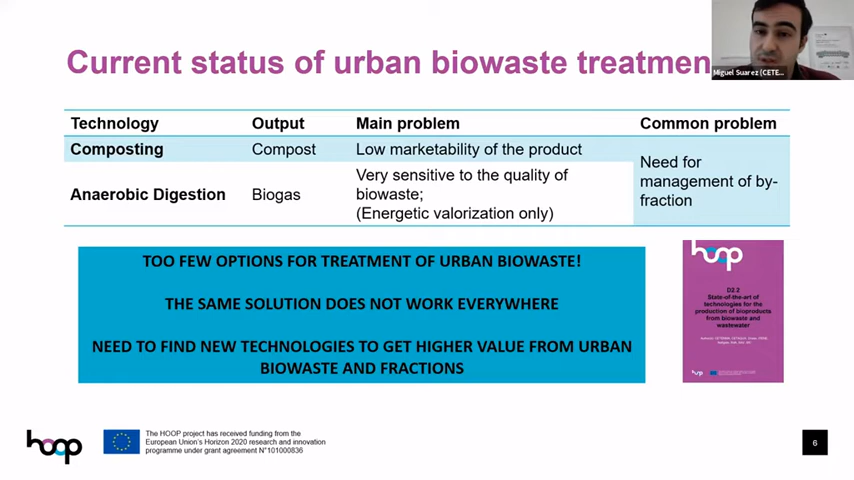 Current status of urban biowaste treatmen
Miguel Suarez (CETE...
Technology Output Main problem Common problem
Composting Compost Low marketability of the product
Need for
management of by-
fraction
Anaerobic Digestion Biogas Very sensitive to the quality of
biowaste;
(Energetic valorization only)
TOO FEW OPTIONS FOR TREATMENT OF URBAN BIOWASTE!
THE SAME SOLUTION DOES NOT WORK EVERYWHERE
NEED TO FIND NEW TECHNOLOGIES TO GET HIGHER VALUE FROM URBAN
BIOWASTE AND FRACTIONS
hoop
D2.2
State-of-the-art of
technologies for the
production of bioproducts
from biowaste and
wastewater
hoop
hoop
The HOOP project has received funding from the
European Union's Horizon 2020 research and innovation
programme under grant agreement N°101000836
6